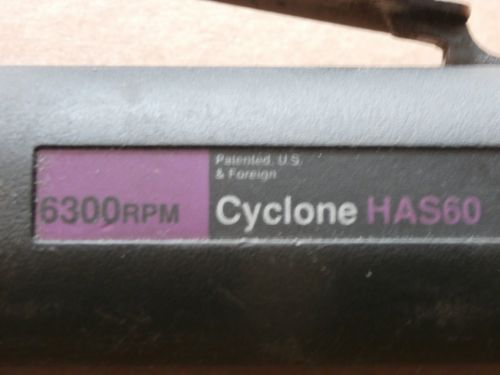 Patented, U.S.
& Foreign
6300RPM
Cyclone HAS60